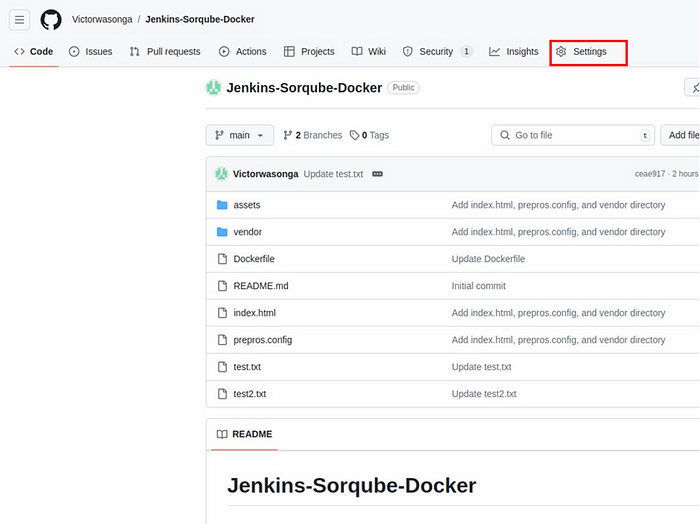 Victorwasonga / Jenkins-Sorqube-Docker
Code Issues Pull requests Actions Projects Wiki Security 1 Insights Settings
Jenkins-Sorqube-Docker Public
main 2 Branches 0 Tags Go to file t Add file
Victorwasonga Update test.txt ceae917 · 2 hours
assets Add index.html, prepros.config, and vendor directory
vendor Add index.html, prepros.config, and vendor directory
Dockerfile Update Dockerfile
README.md Initial commit
index.html Add index.html, prepros.config, and vendor directory
prepros.config Add index.html, prepros.config, and vendor directory
test.txt Update test.txt
test2.txt Update test2.txt
README
Jenkins-Sorqube-Docker